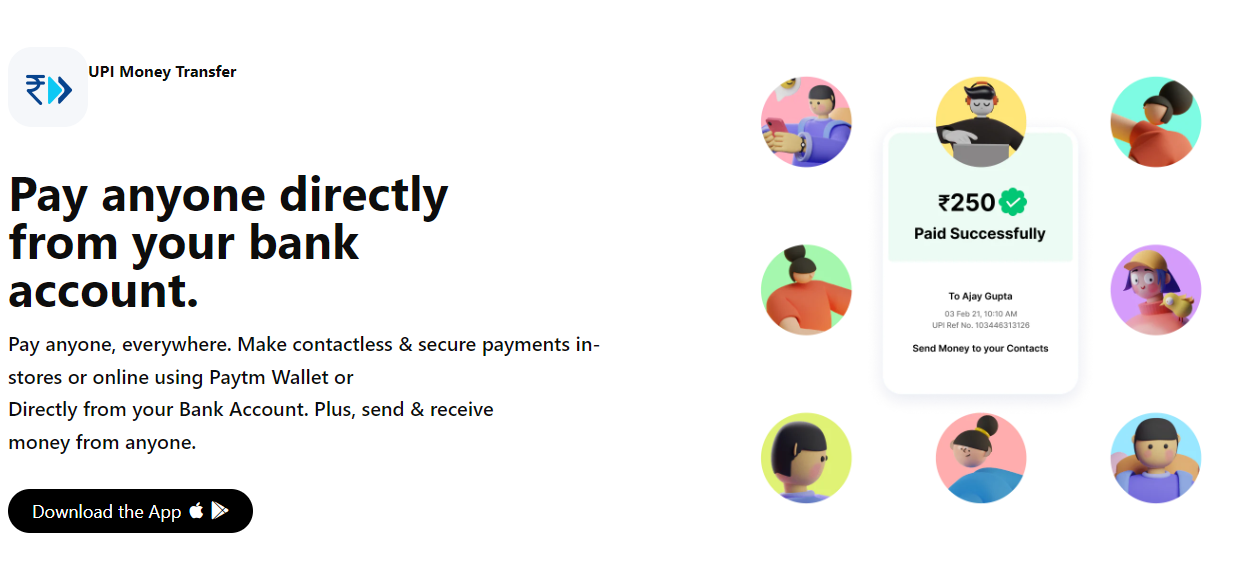 UPI Money Transfer
Pay anyone directly
from your bank
account.
Pay anyone, everywhere. Make contactless & secure payments in-
stores or online using Paytm Wallet or
Directly from your Bank Account. Plus, send & receive
money from anyone.
Download the App
₹250
Paid Successfully
To Ajay Gupta
03 Feb 21, 10:10 AM
UPI Ref No. 103446313126
Send Money to your Contacts